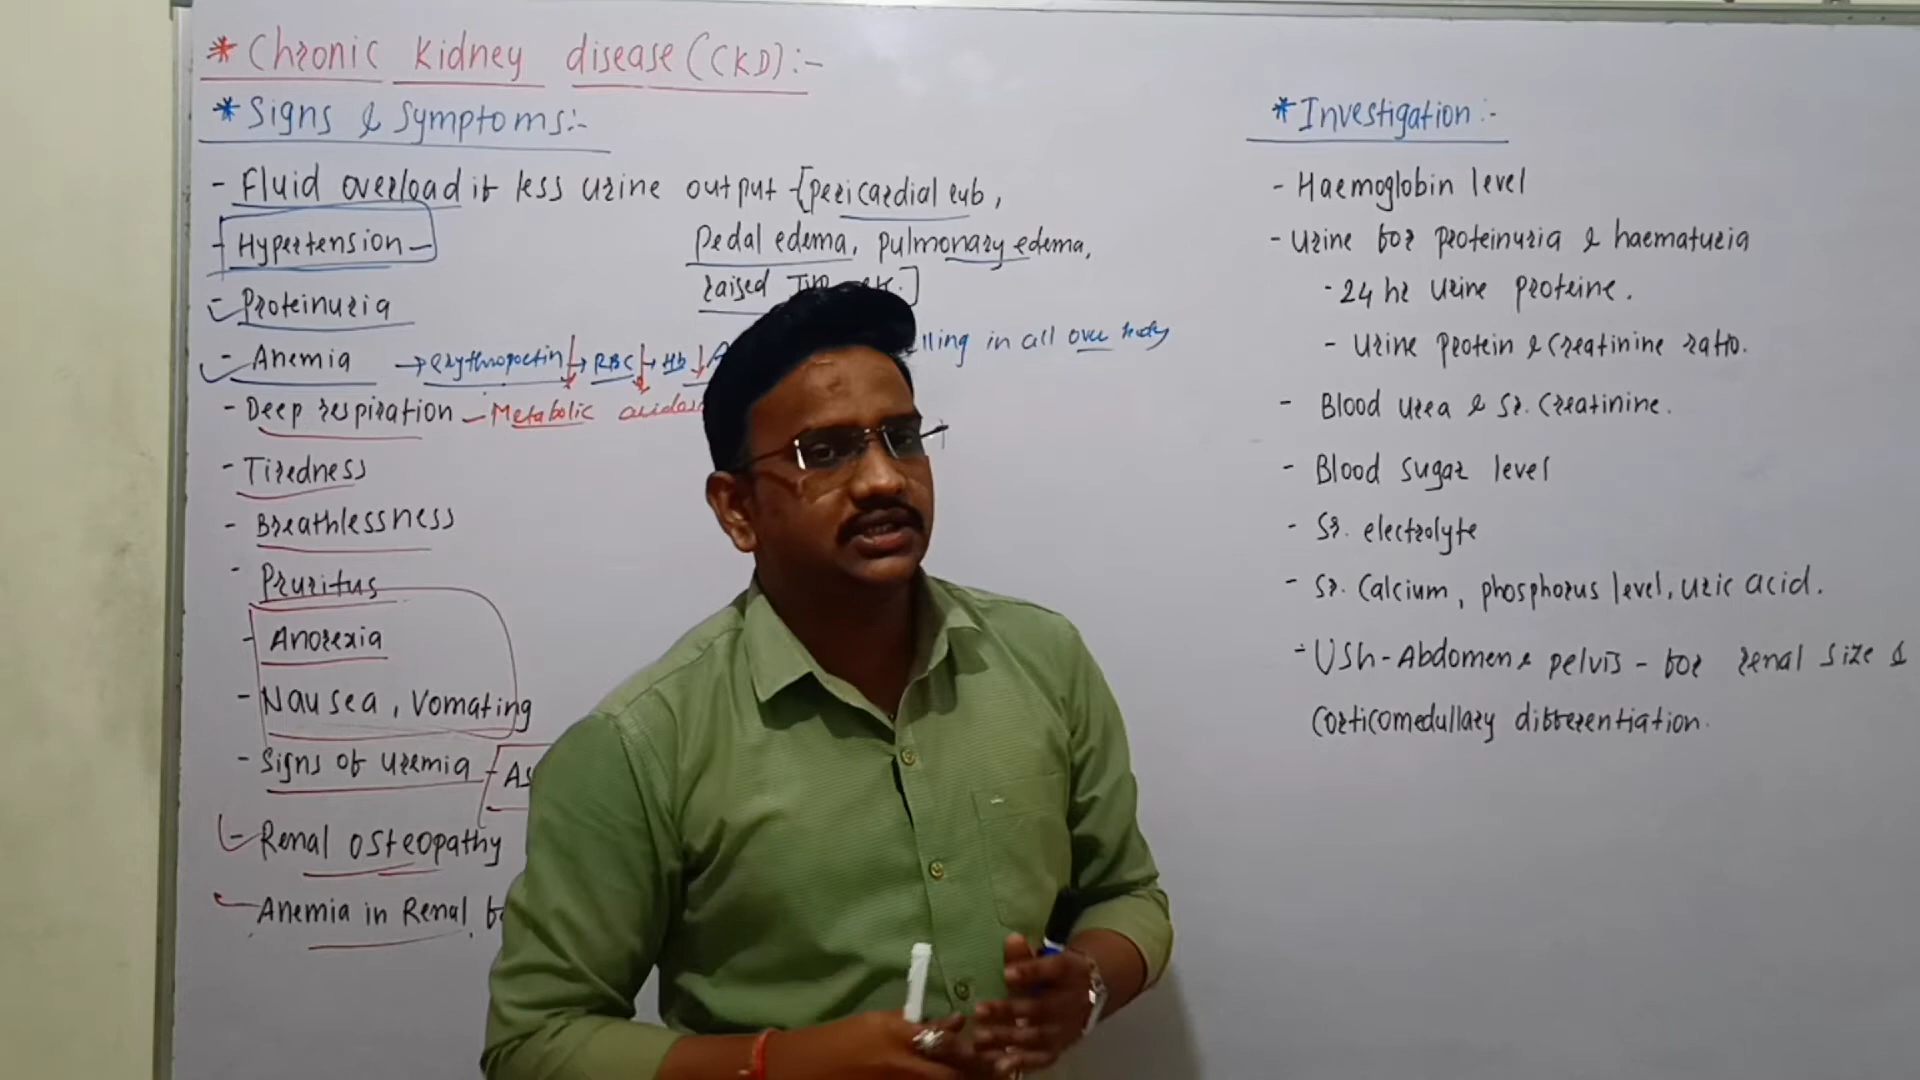 * Chronic kidney disease (CKD):-
* Signs & Symptoms:-
- Fluid overload if less urine output - [pericardial rub,
Pedal edema, pulmonary edema,
raised
- Hypertension
- Proteinuria
- Anemia → erythropoetin ↓ → RBC ↓ → Hb ↓
lling in all over body
- Deep respiration - Metabolic
- Tiredness
- Breathlessness
- Pruritus
- Anorexia
- Nausea, Vomating
- Signs of uremia -
- Renal osteopathy
- Anemia in Renal
* Investigation:-
- Haemoglobin level
- Urine for proteinuria & haematuria
- 24 hr urine proteine.
- Urine protein & creatinine ratio.
- Blood urea & Sr. Creatinine.
- Blood sugar level
- Sr. electrolyte
- Sr. Calcium, phosphorus level, uric acid.
- USG-Abdomen & pelvis - for renal size &
Corticomedullary differentiation.